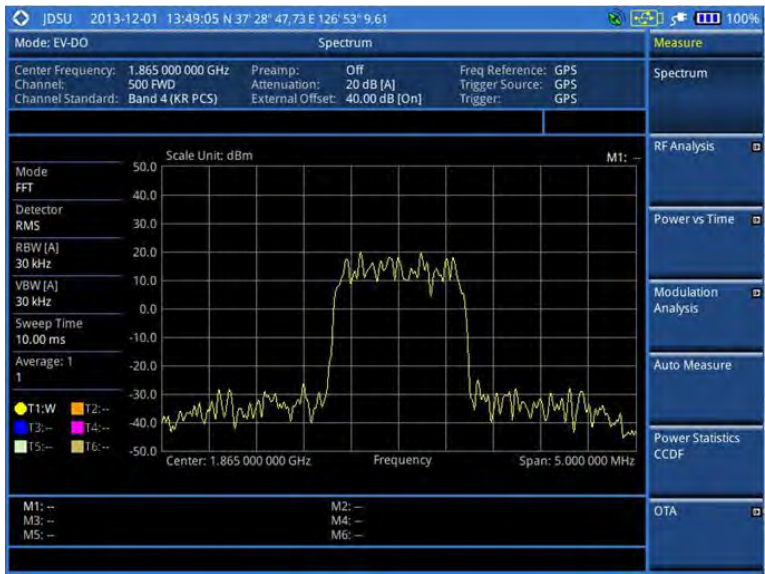 JDSU 2013-12-01 13:49:05 N 37' 28" 47,73 E 126' 53" 9,61 100%
Mode: EV-DO Spectrum Measure
Center Frequency: 1.865 000 000 GHz Preamp: Off Freq Reference: GPS
Channel: 500 FWD Attenuation: 20 dB [A] Trigger Source: GPS
Channel Standard: Band 4 (KR PCS) External Offset: 40.00 dB [On] Trigger: GPS
Spectrum
RF Analysis
Power vs Time
Modulation
Analysis
Auto Measure
Power Statistics
CCDF
OTA
Scale Unit: dBm M1: --
Mode
FFT
Detector
RMS
RBW [A]
30 kHz
VBW [A]
30 kHz
Sweep Time
10.00 ms
Average: 1
1
T1:W T2:--
T3:-- T4:--
T5:-- T6:--
50.0
40.0
30.0
20.0
10.0
0.0
-10.0
-20.0
-30.0
-40.0
-50.0
Center: 1.865 000 000 GHz Frequency Span: 5.000 000 MHz
M1: -- M2: --
M3: -- M4: --
M5: -- M6: --